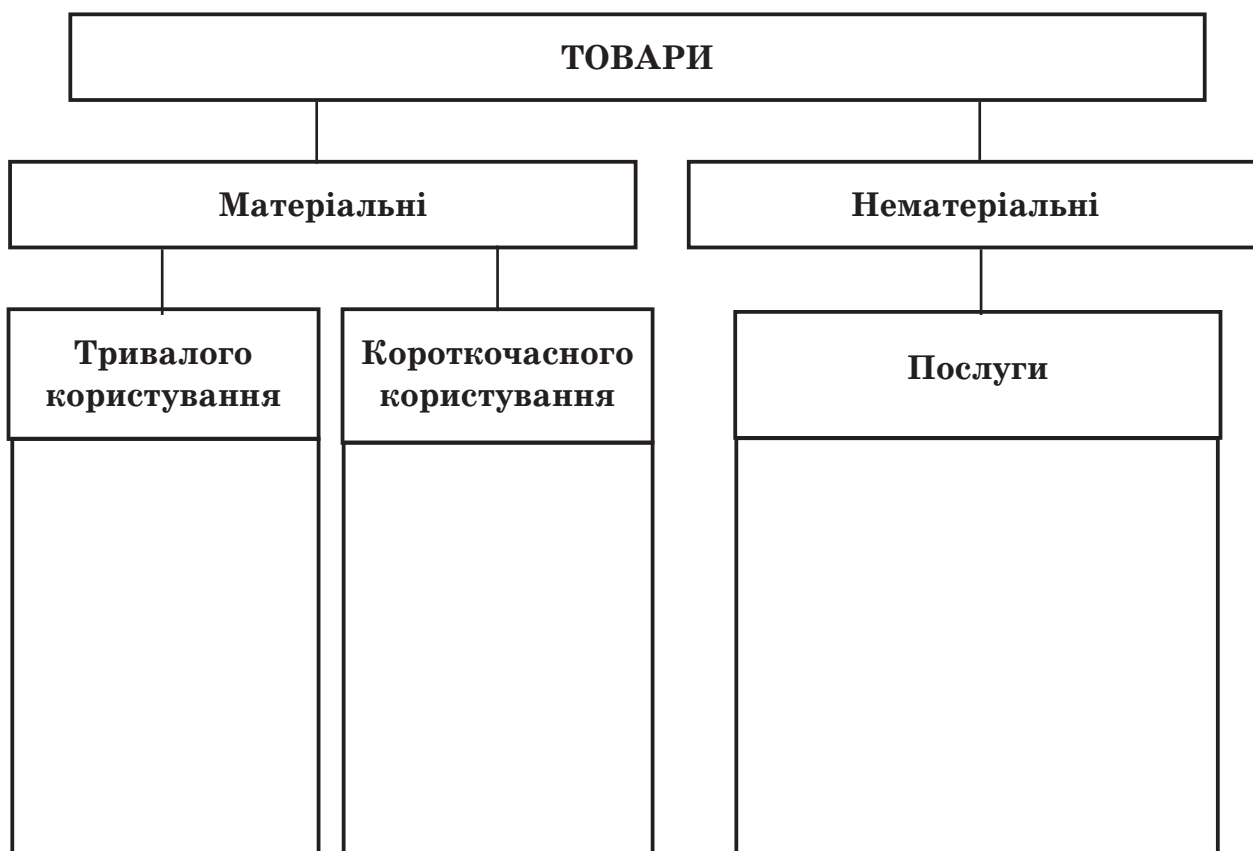 ТОВАРИ
Матеріальні
Нематеріальні
Тривалого
користування
Короткочасного
користування
Послуги